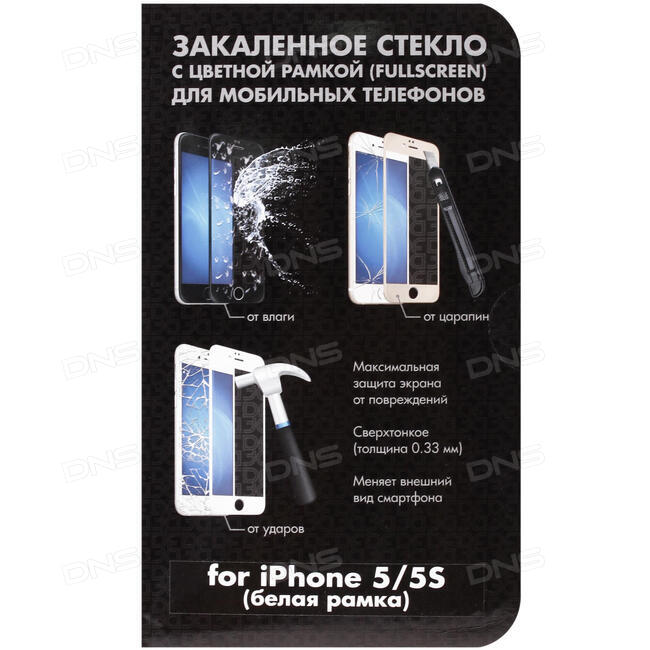 ЗАКАЛЕННОЕ СТЕКЛО
С ЦВЕТНОЙ РАМКОЙ (FULLSCREEN)
ДЛЯ МОБИЛЬНЫХ ТЕЛЕФОНОВ
от влаги
от царапин
Максимальная
защита экрана
от повреждений
Сверхтонкое
(толщина 0.33 мм)
Меняет внешний
вид смартфона
от ударов
for iPhone 5/5S
(белая рамка)
DNS